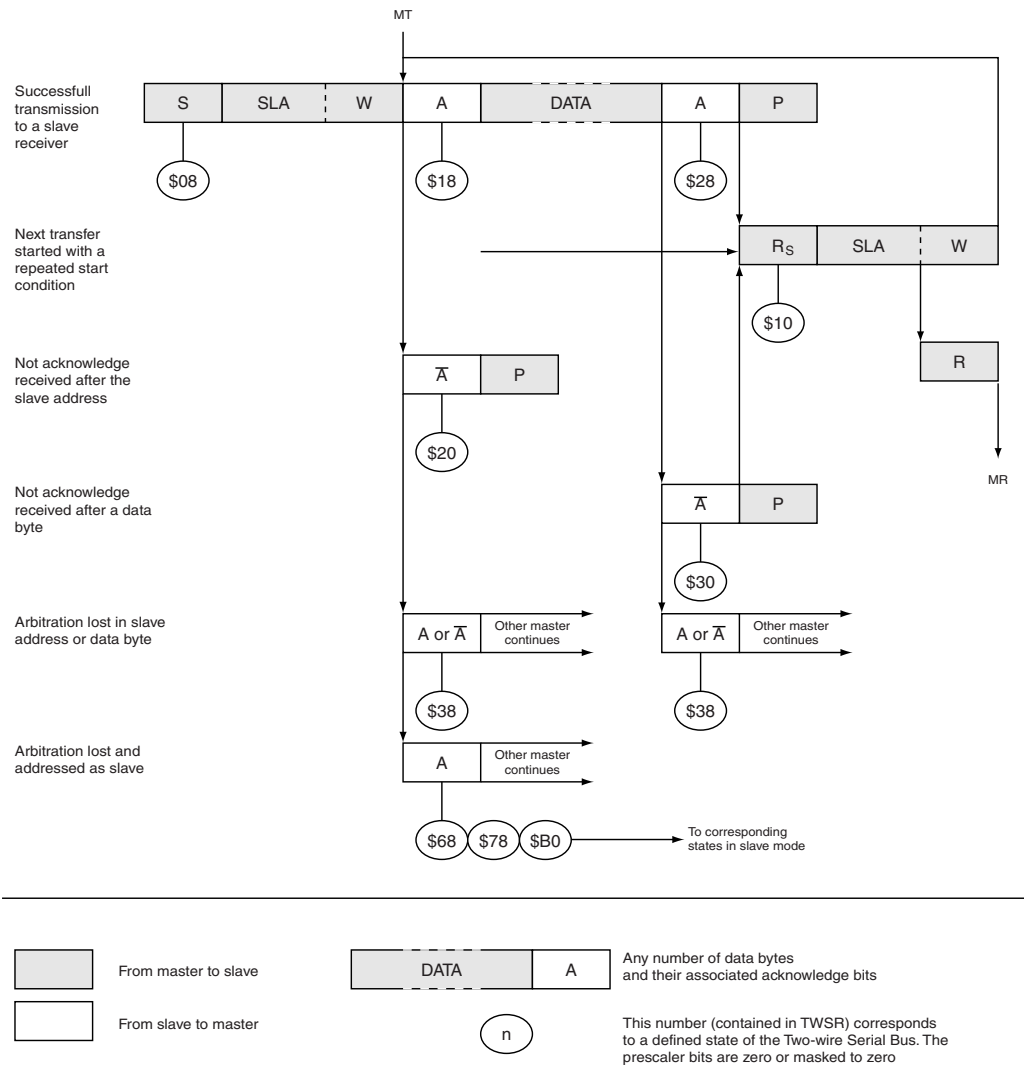 MT
Successfull
transmission
to a slave
receiver
S SLA W A DATA A P
$08 $18 $28
Next transfer
started with a
repeated start
condition
RS SLA W
$10
Not acknowledge
received after the
slave address
A̅ P
R
$20
MR
Not acknowledge
received after a data
byte
A̅ P
$30
Arbitration lost in slave
address or data byte
A or A̅ Other master
continues
A or A̅ Other master
continues
$38 $38
Arbitration lost and
addressed as slave
A Other master
continues
$68 $78 $B0
To corresponding
states in slave mode
From master to slave
DATA A
Any number of data bytes
and their associated acknowledge bits
From slave to master
n
This number (contained in TWSR) corresponds
to a defined state of the Two-wire Serial Bus. The
prescaler bits are zero or masked to zero